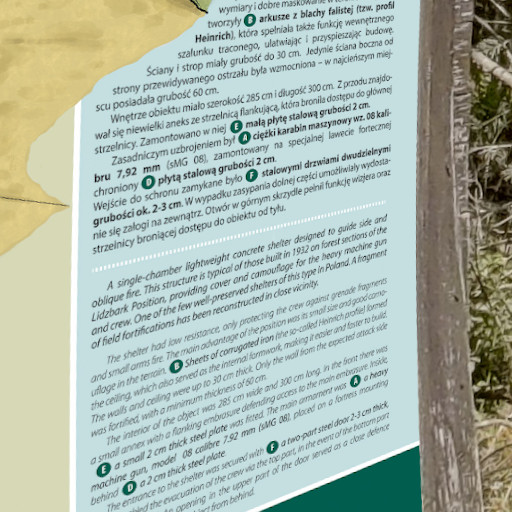 wymiary i dobre maskowanie w
tworzyły B arkusze z blachy falistej (tzw. profil
Heinrich), która spełniała także funkcję wewnętrznego
szalunku traconego, ułatwiając i przyspieszając budowę.
Ściany i strop miały grubość do 30 cm. Jedynie ściana boczna od
strony przewidywanego ostrzału była wzmocniona – w najcieńszym miej-
scu posiadała grubość 60 cm.
Wnętrze obiektu miało szerokość 285 cm i długość 300 cm. Z przodu znajdo-
wał się niewielki aneks ze strzelnicą flankującą, która broniła dostępu do głównej
strzelnicy. Zamontowano w niej E małą płytę stalową grubości 2 cm.
Zasadniczym uzbrojeniem był A ciężki karabin maszynowy wz. 08 kali-
bru 7,92 mm (sMG 08), zamontowany na specjalnej lawecie fortecznej
chroniony D płytą stalową grubości 2 cm.
Wejście do schronu zamykane było F stalowymi drzwiami dwudzielnymi
grubości ok. 2-3 cm. W wypadku zasypania dolnej części umożliwiały wydosta-
nie się załogi na zewnątrz. Otwór w górnym skrzydle pełnił funkcję wizjera oraz
strzelnicy broniącej dostępu do obiektu od tyłu.
A single-chamber lightweight concrete shelter designed to guide side and
oblique fire. This structure is typical of those built in 1932 on forest sections of the
Lidzbark Position, providing cover and camouflage for the heavy machine gun
and crew. One of the few well-preserved shelters of this type in Poland. A fragment
of field fortifications has been reconstructed in close vicinity.
The shelter had low resistance, only protecting the crew against grenade fragments
and small arms fire. The main advantage of the position was its small size and good camo-
uflage in the terrain. B Sheets of corrugated iron (the so-called Heinrich profile) formed
the ceiling, which also served as the internal formwork, making it easier and faster to build.
The walls and ceiling were up to 30 cm thick. Only the wall from the expected attack side
was fortified, with a minimum thickness of 60 cm.
The interior of the object was 285 cm wide and 300 cm long. In the front there was
a small annex with a flanking embrasure defending access to the main embrasure. Inside,
E a small 2 cm thick steel plate was fitted. The main armament was A a heavy
machine gun, model 08 calibre 7.92 mm (sMG 08), placed on a fortress mounting
behind D a 2 cm thick steel plate
The entrance to the shelter was secured with F a two-part steel door 2-3 cm thick,
the evacuation of the crew via the top part, in the event of the bottom part
opening in the upper part of the door served as a close defence
from behind.